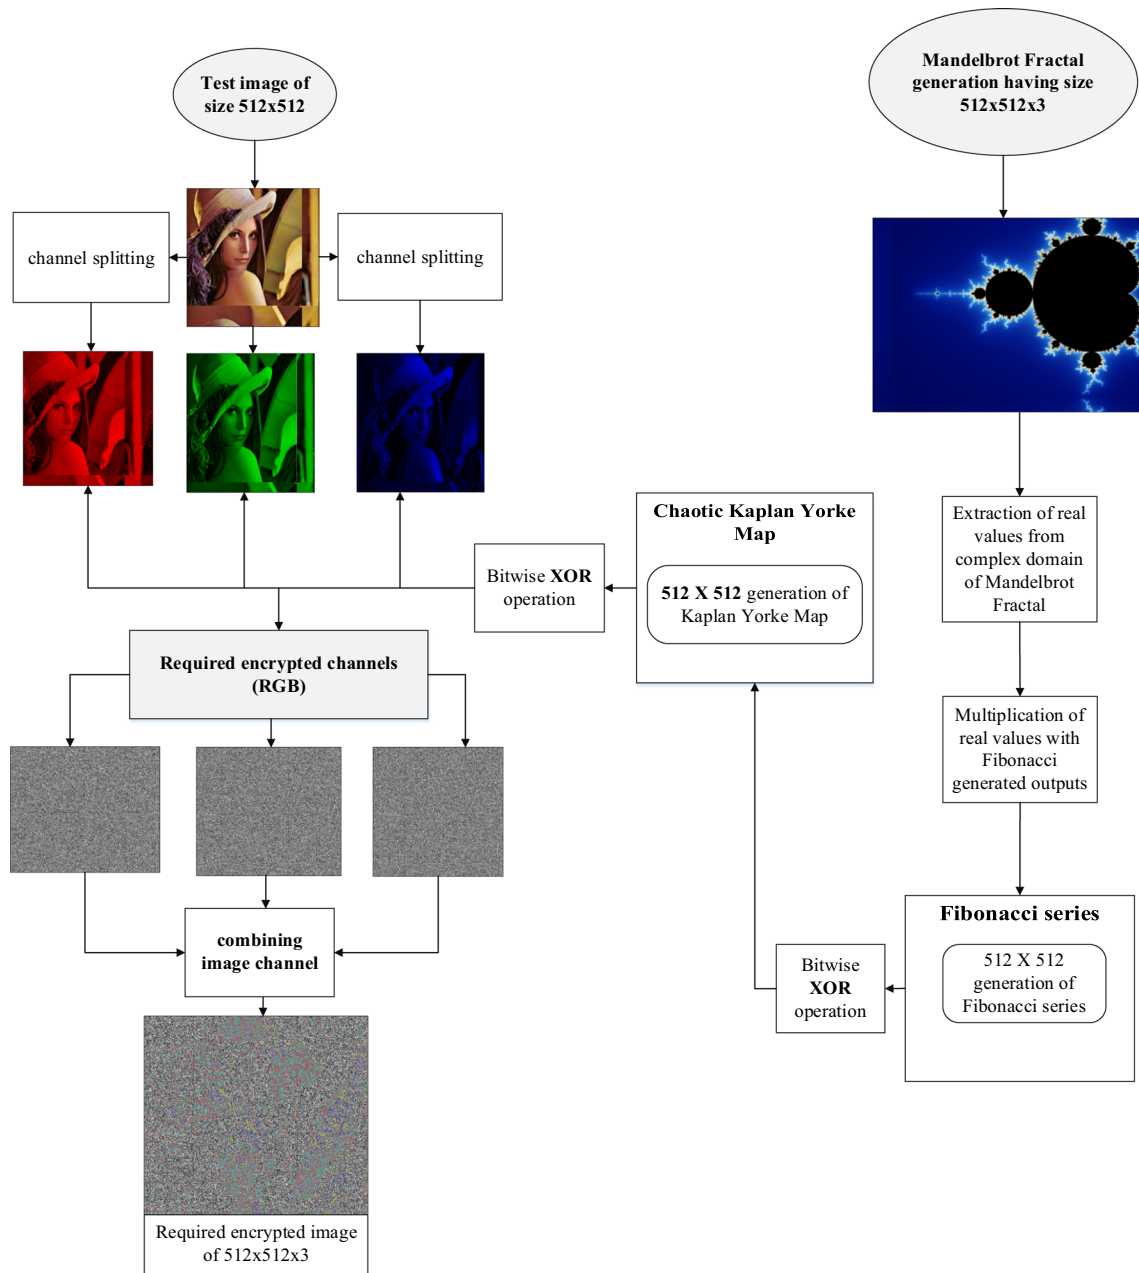 Test image of
size 512x512
Mandelbrot Fractal
generation having size
512x512x3
channel splitting
channel splitting
Chaotic Kaplan Yorke
Map
512 X 512 generation of
Kaplan Yorke Map
Bitwise XOR
operation
Extraction of real
values from
complex domain
of Mandelbrot
Fractal
Required encrypted channels
(RGB)
Multiplication of
real values with
Fibonacci
generated outputs
combining
image channel
Fibonacci series
512 X 512
generation of
Fibonacci series
Bitwise
XOR
operation
Required encrypted image
of 512x512x3